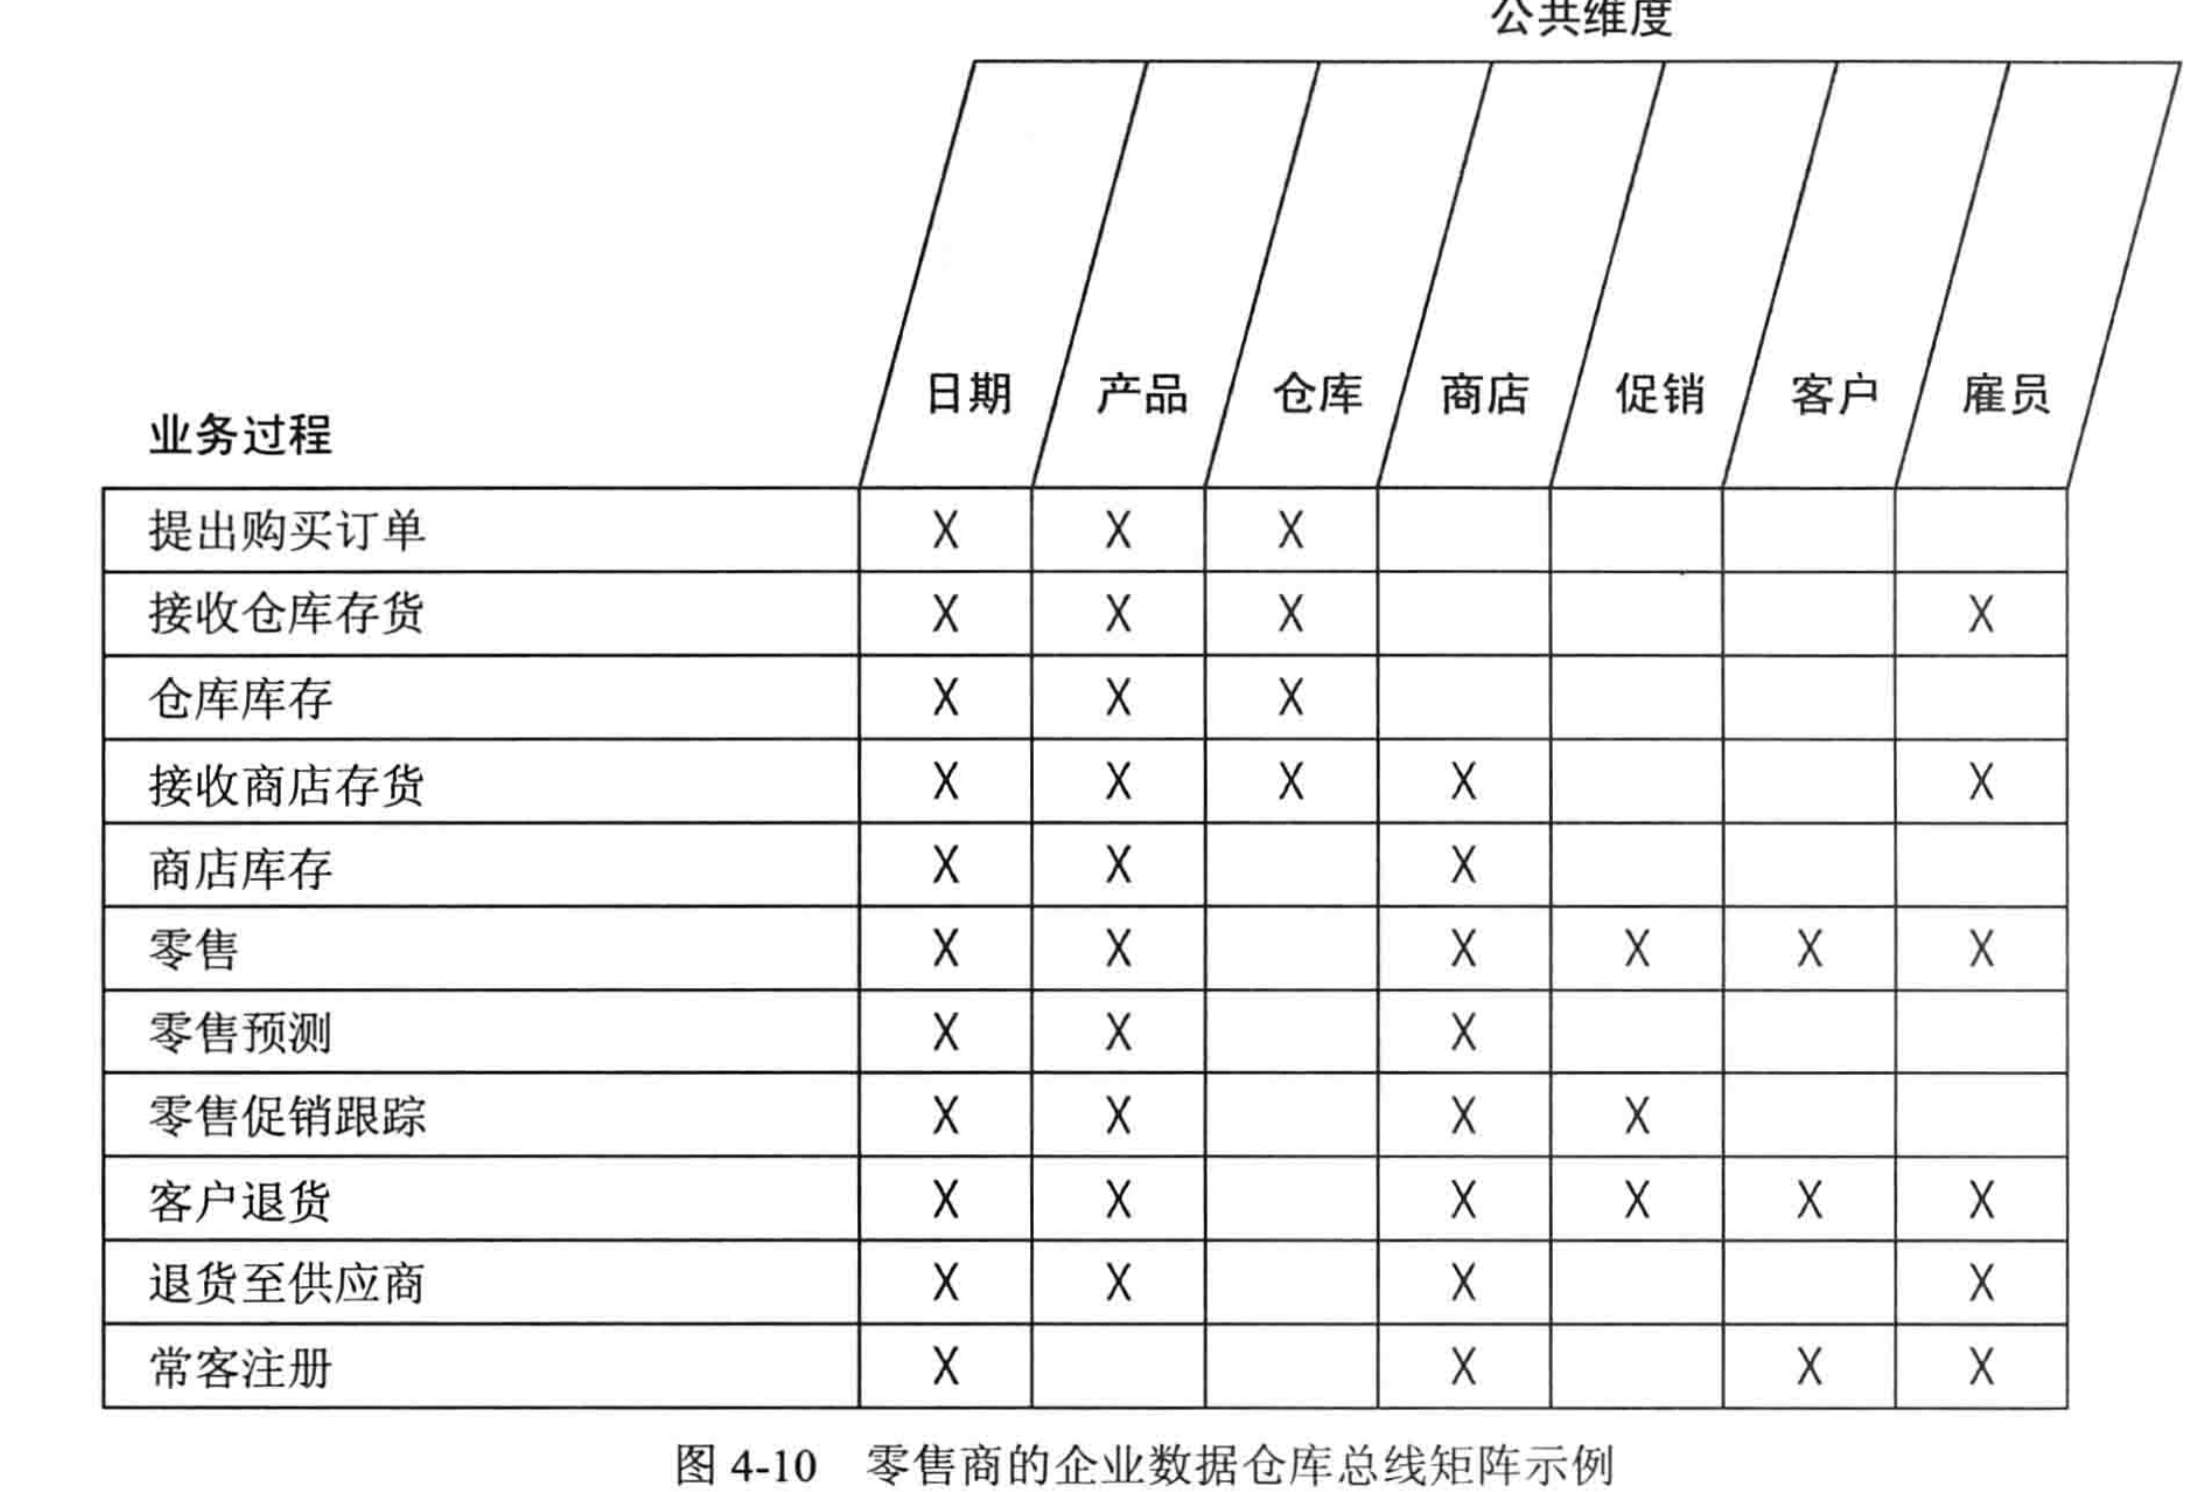 公共维度
业务过程 日期 产品 仓库 商店 促销 客户 雇员
提出购买订单 X X X
接收仓库存货 X X X X
仓库库存 X X X
接收商店存货 X X X X X
商店库存 X X X
零售 X X X X X X
零售预测 X X X
零售促销跟踪 X X X X
客户退货 X X X X X X
退货至供应商 X X X X
常客注册 X X X X
图 4-10 零售商的企业数据仓库总线矩阵示例